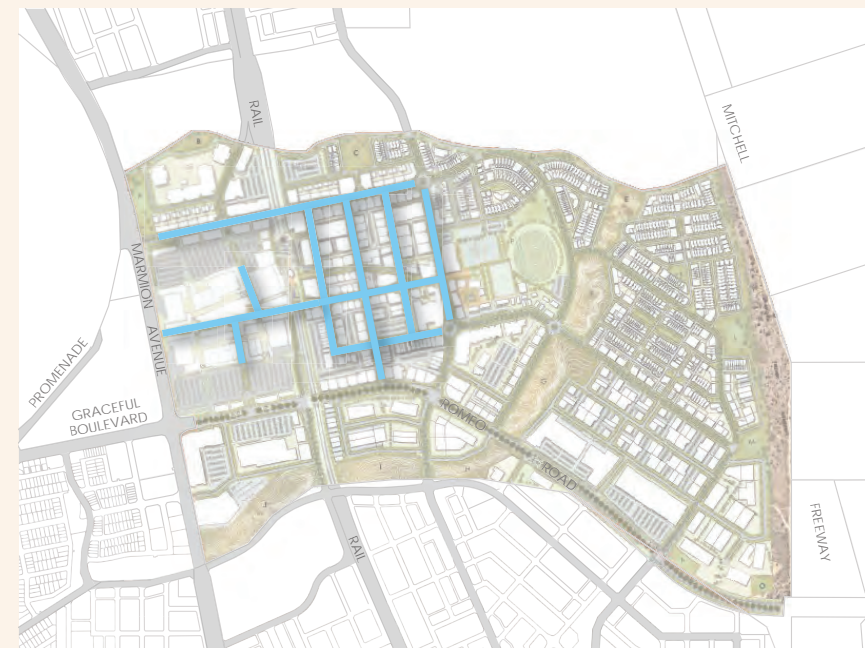 RAIL
MITCHELL
MARMION
AVENUE
PROMENADE
GRACEFUL
BOULEVARD
ROMEO
ROAD
FREEWAY
RAIL